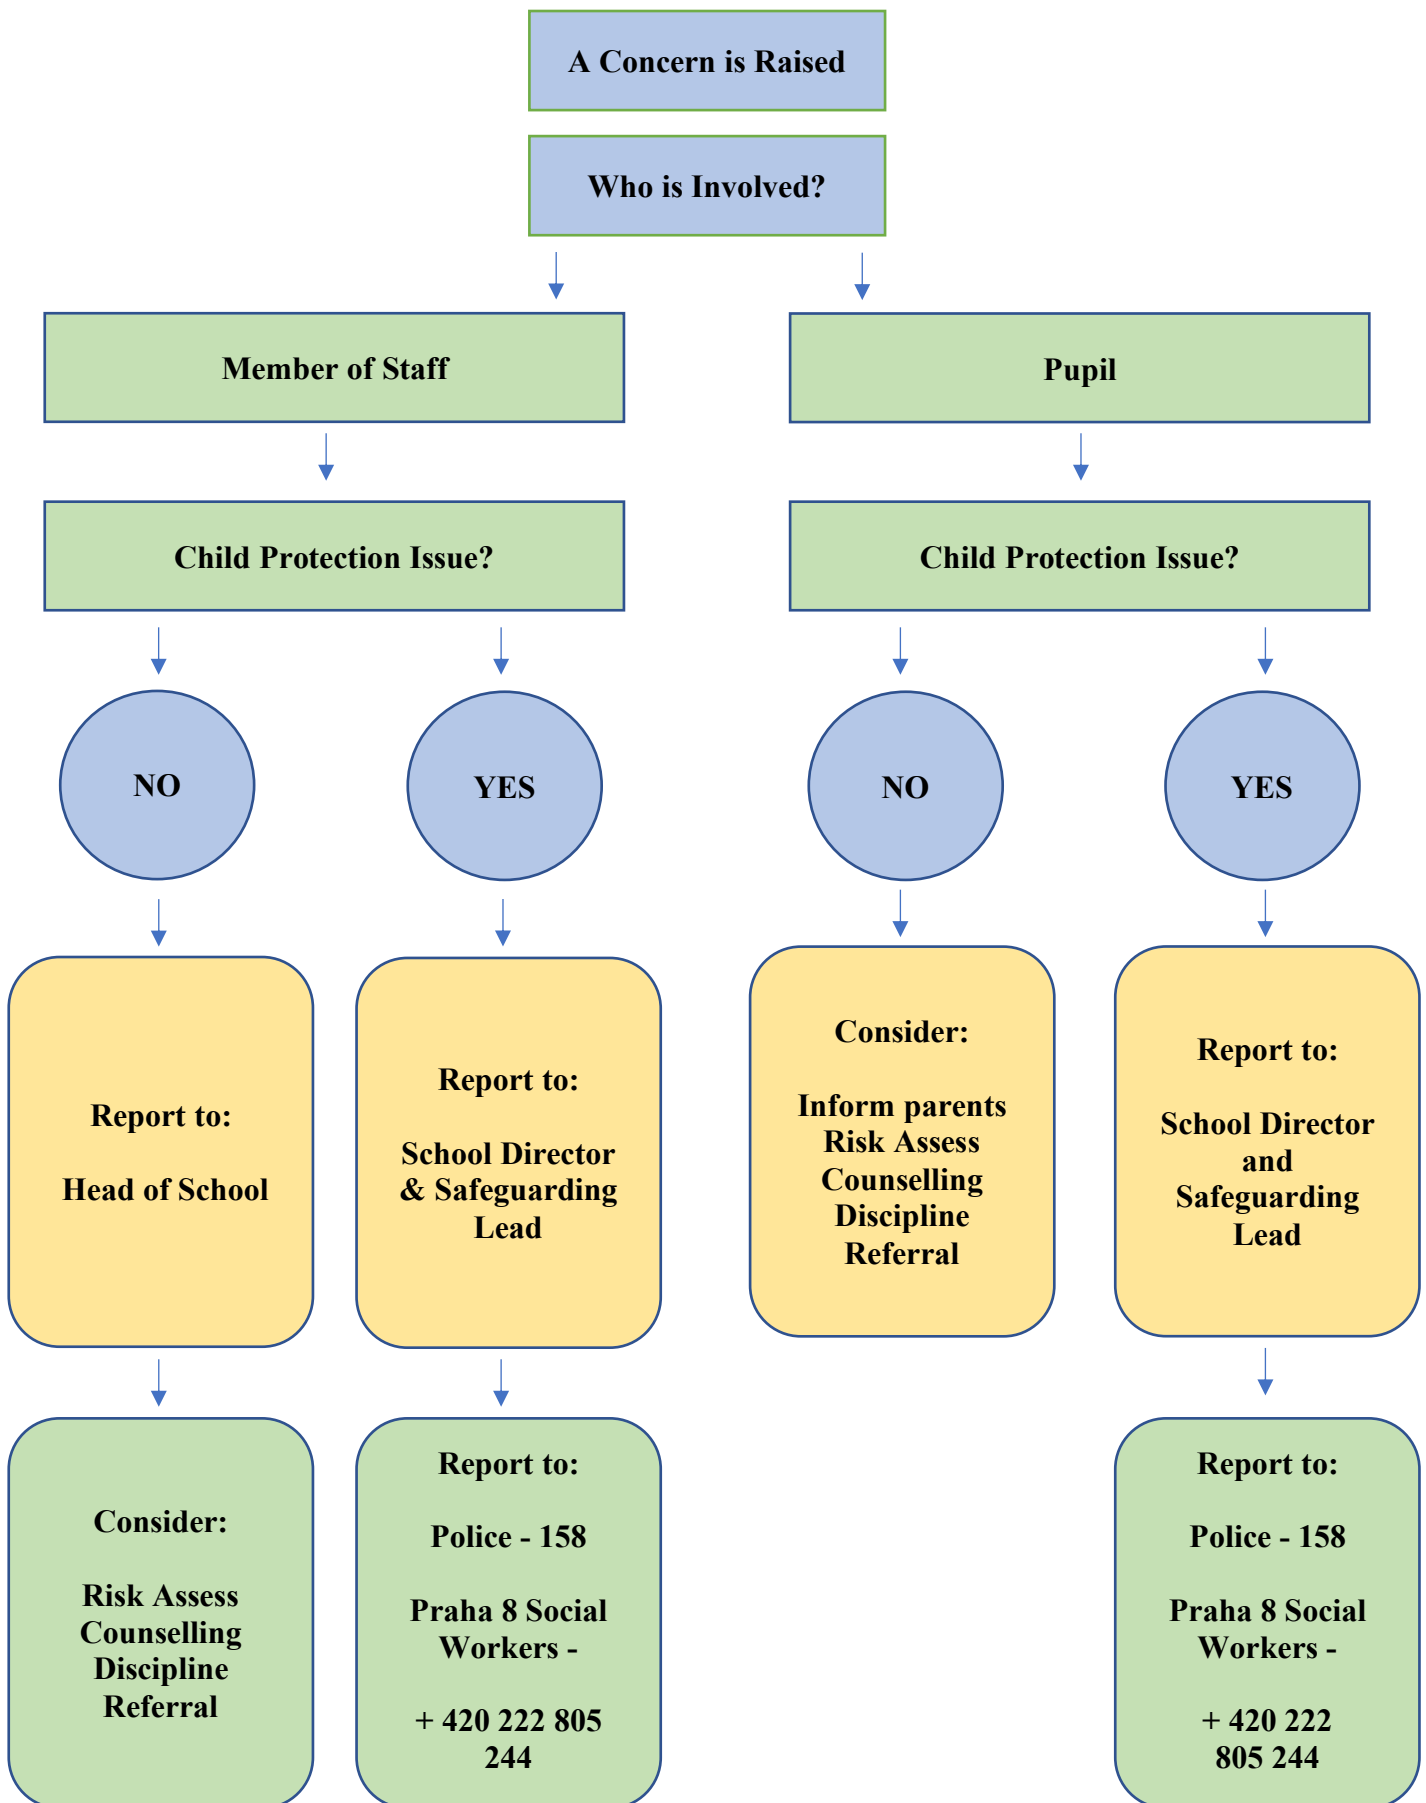 A Concern is Raised
Who is Involved?
Member of Staff
Pupil
Child Protection Issue?
Child Protection Issue?
NO
YES
NO
YES
Report to:
Head of School
Report to:
School Director
& Safeguarding
Lead
Consider:
Inform parents
Risk Assess
Counselling
Discipline
Referral
Report to:
School Director
and
Safeguarding
Lead
Consider:
Risk Assess
Counselling
Discipline
Referral
Report to:
Police - 158
Praha 8 Social
Workers -
+ 420 222 805
244
Report to:
Police - 158
Praha 8 Social
Workers -
+ 420 222
805 244